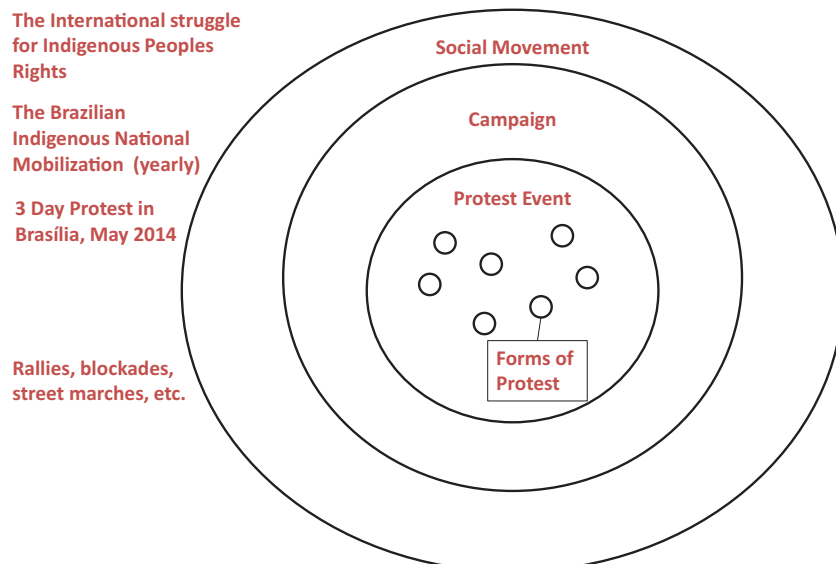 The International struggle
for Indigenous Peoples
Rights
The Brazilian
Indigenous National
Mobilization (yearly)
3 Day Protest in
Brasília, May 2014
Rallies, blockades,
street marches, etc.
Social Movement
Campaign
Protest Event
Forms of
Protest